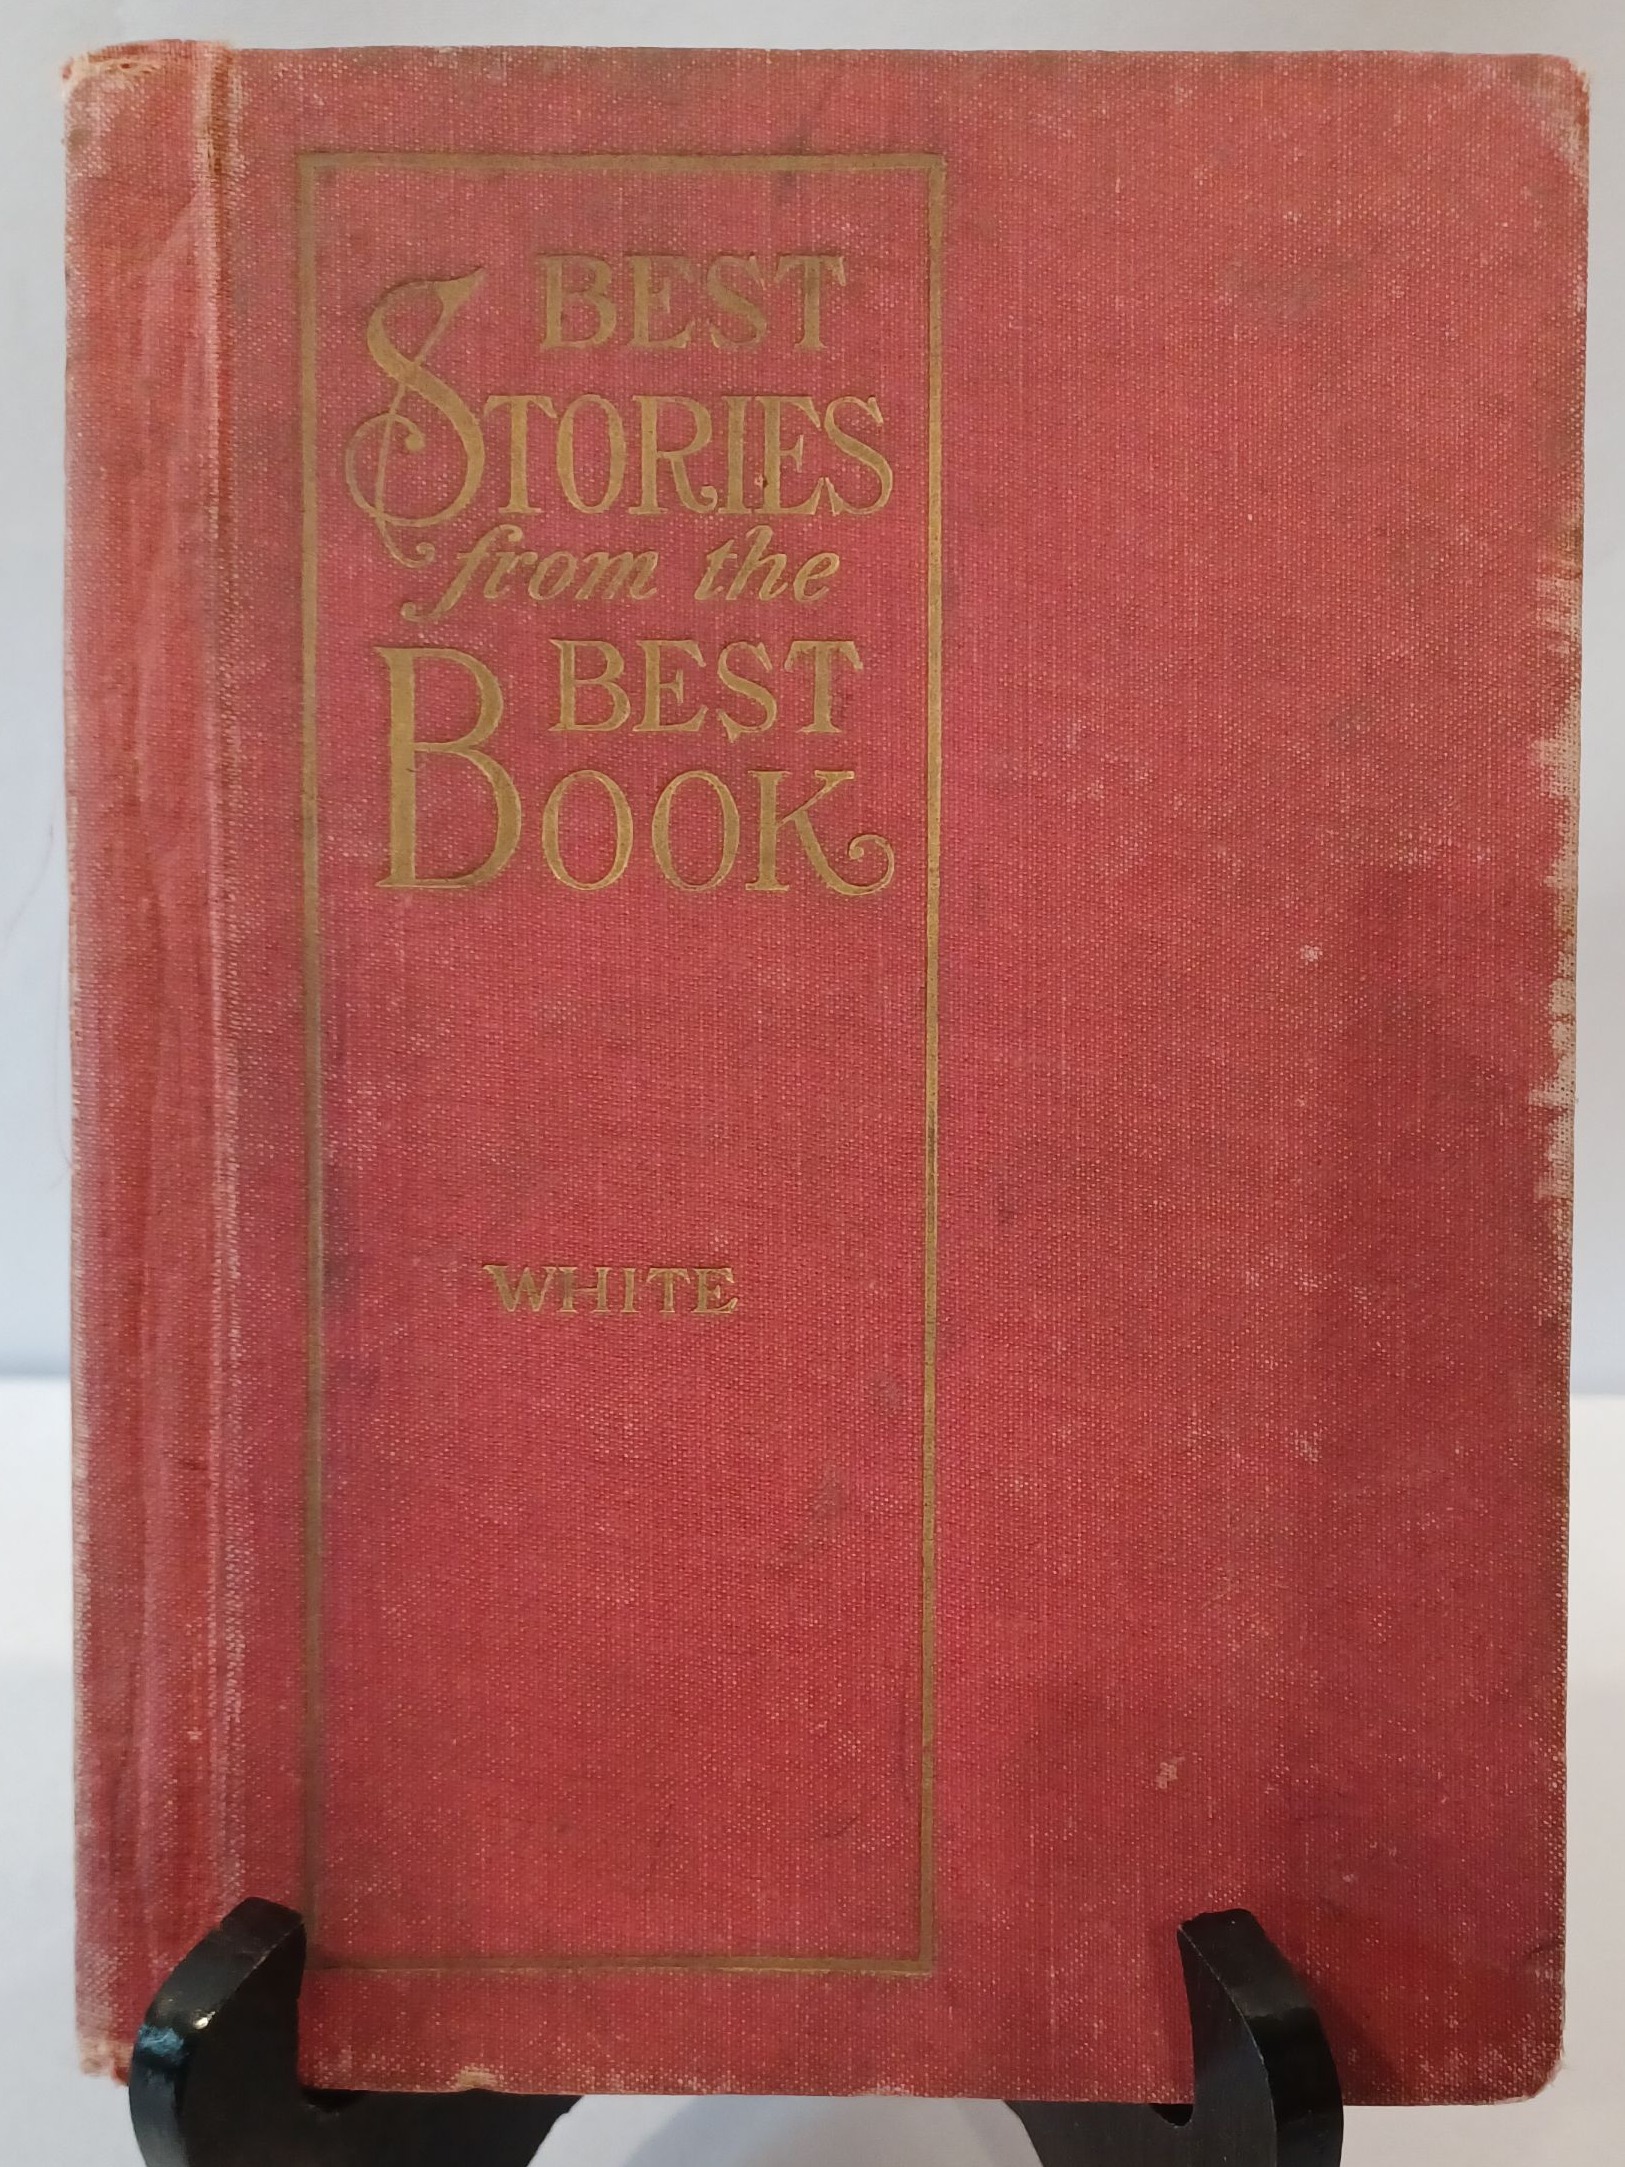 BEST
STORIES
from the
BEST
BOOK
WHITE